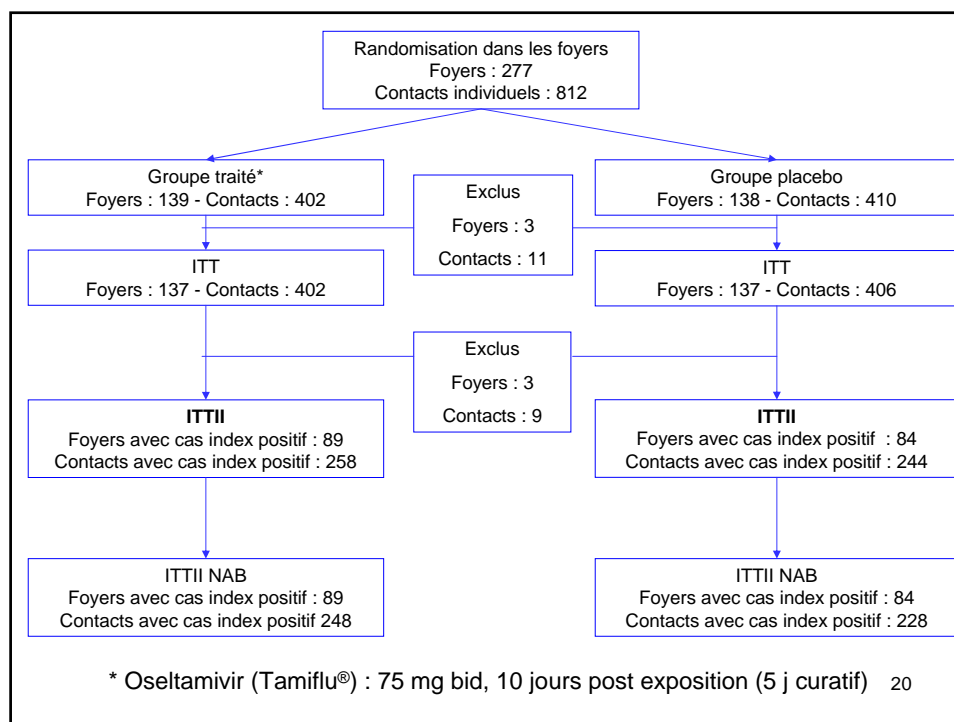 Randomisation dans les foyers
Foyers : 277
Contacts individuels : 812
Groupe traité*
Foyers : 139 - Contacts : 402
Exclus
Foyers : 3
Contacts : 11
Groupe placebo
Foyers : 138 - Contacts : 410
ITT
Foyers : 137 - Contacts : 402
ITT
Foyers : 137 - Contacts : 406
Exclus
Foyers : 3
Contacts : 9
ITTII
Foyers avec cas index positif : 89
Contacts avec cas index positif : 258
ITTII
Foyers avec cas index positif : 84
Contacts avec cas index positif : 244
ITTII NAB
Foyers avec cas index positif : 89
Contacts avec cas index positif 248
ITTII NAB
Foyers avec cas index positif : 84
Contacts avec cas index positif : 228
* Oseltamivir (Tamiflu®) : 75 mg bid, 10 jours post exposition (5 j curatif)
20